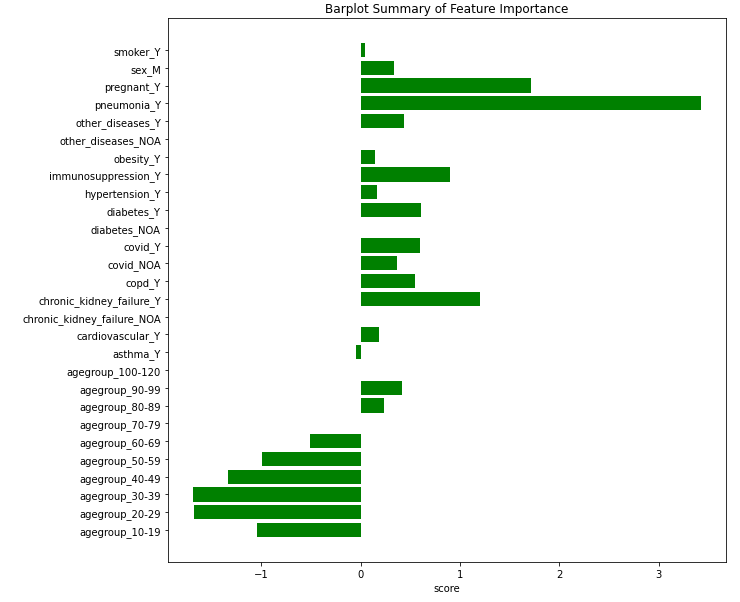 Barplot Summary of Feature Importance
smoker_Y
sex_M
pregnant_Y
pneumonia_Y
other_diseases_Y
other_diseases_NOA
obesity_Y
immunosuppression_Y
hypertension_Y
diabetes_Y
diabetes_NOA
covid_Y
covid_NOA
copd_Y
chronic_kidney_failure_Y
chronic_kidney_failure_NOA
cardiovascular_Y
asthma_Y
agegroup_100-120
agegroup_90-99
agegroup_80-89
agegroup_70-79
agegroup_60-69
agegroup_50-59
agegroup_40-49
agegroup_30-39
agegroup_20-29
agegroup_10-19
−1 0 1 2 3
score